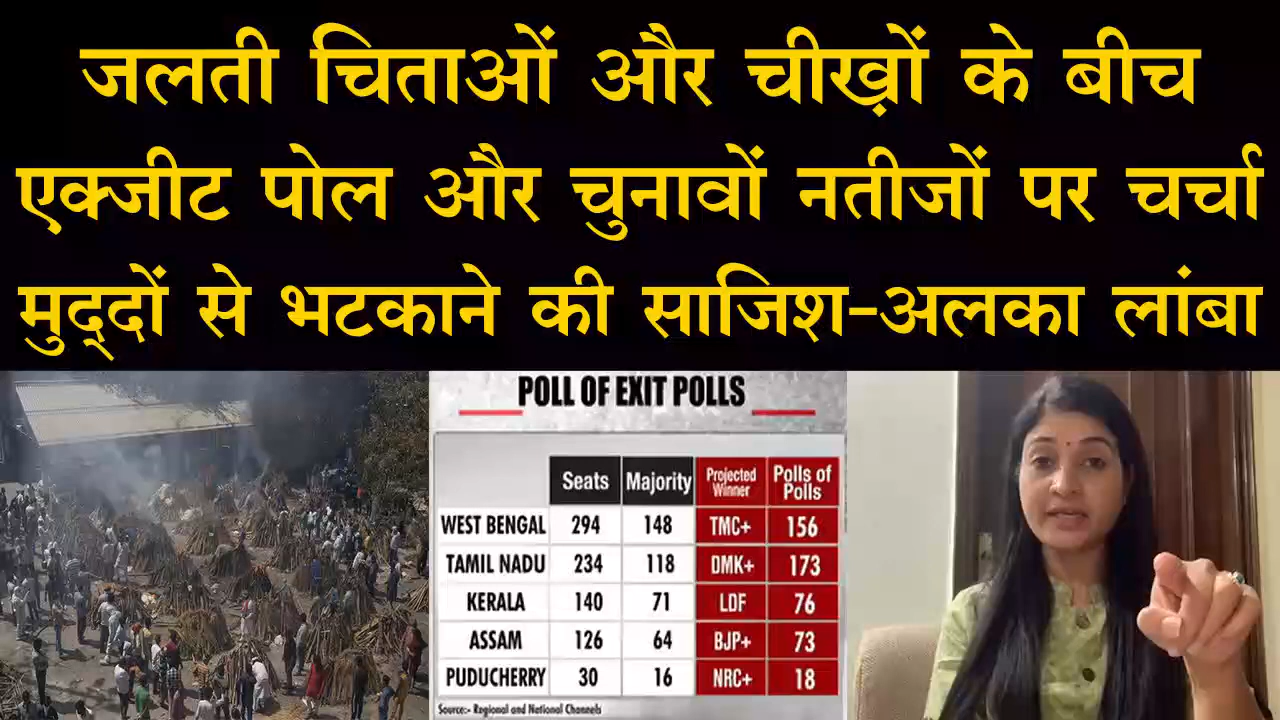 जलती चिताओं और चीख़ों के बीच
एक्जीट पोल और चुनावों नतीजों पर चर्चा
मुद्दों से भटकाने की साजिश-अलका लांबा
POLL OF EXIT POLLS
Seats Majority Projected Winner Polls of Polls
WEST BENGAL 294 148 TMC+ 156
TAMIL NADU 234 118 DMK+ 173
KERALA 140 71 LDF 76
ASSAM 126 64 BJP+ 73
PUDUCHERRY 30 16 NRC+ 18
Source:- Regional and National Channels